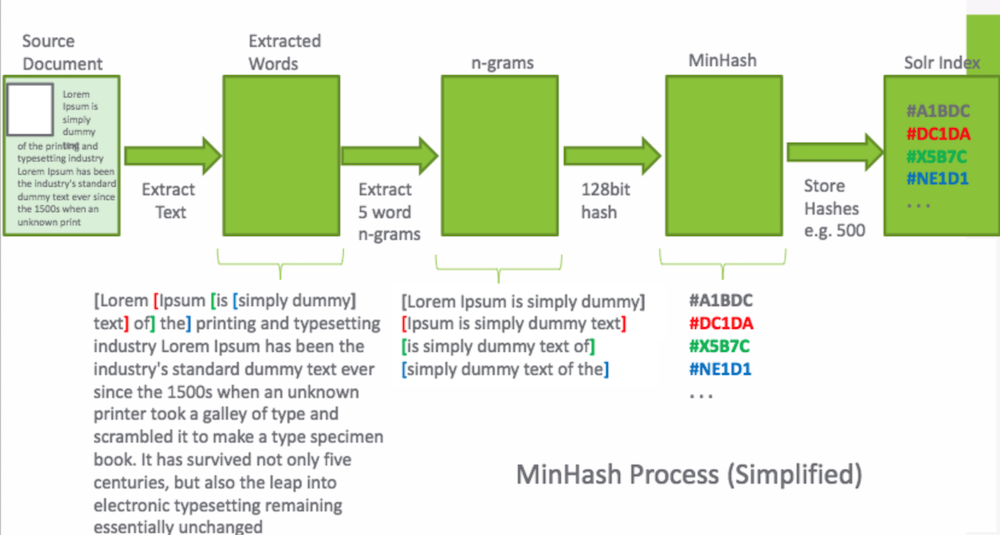 Source
Document
Extracted
Words
n-grams
MinHash
Solr Index
Lorem
Ipsum is
simply
dummy
of the printing and
typesetting industry
Lorem Ipsum has been
the industry's standard
dummy text ever since
the 1500s when an
unknown print
Extract
Text
Extract
5 word
n-grams
128bit
hash
Store
Hashes
e.g. 500
#A1BDC
#DC1DA
#X5B7C
#NE1D1
. . .
[Lorem [Ipsum [is [simply dummy]
text] of] the] printing and typesetting
industry Lorem Ipsum has been the
industry's standard dummy text ever
since the 1500s when an unknown
printer took a galley of type and
scrambled it to make a type specimen
book. It has survived not only five
centuries, but also the leap into
electronic typesetting remaining
essentially unchanged
[Lorem Ipsum is simply dummy]
[Ipsum is simply dummy text]
[is simply dummy text of]
[simply dummy text of the]
#A1BDC
#DC1DA
#X5B7C
#NE1D1
. . .
MinHash Process (Simplified)